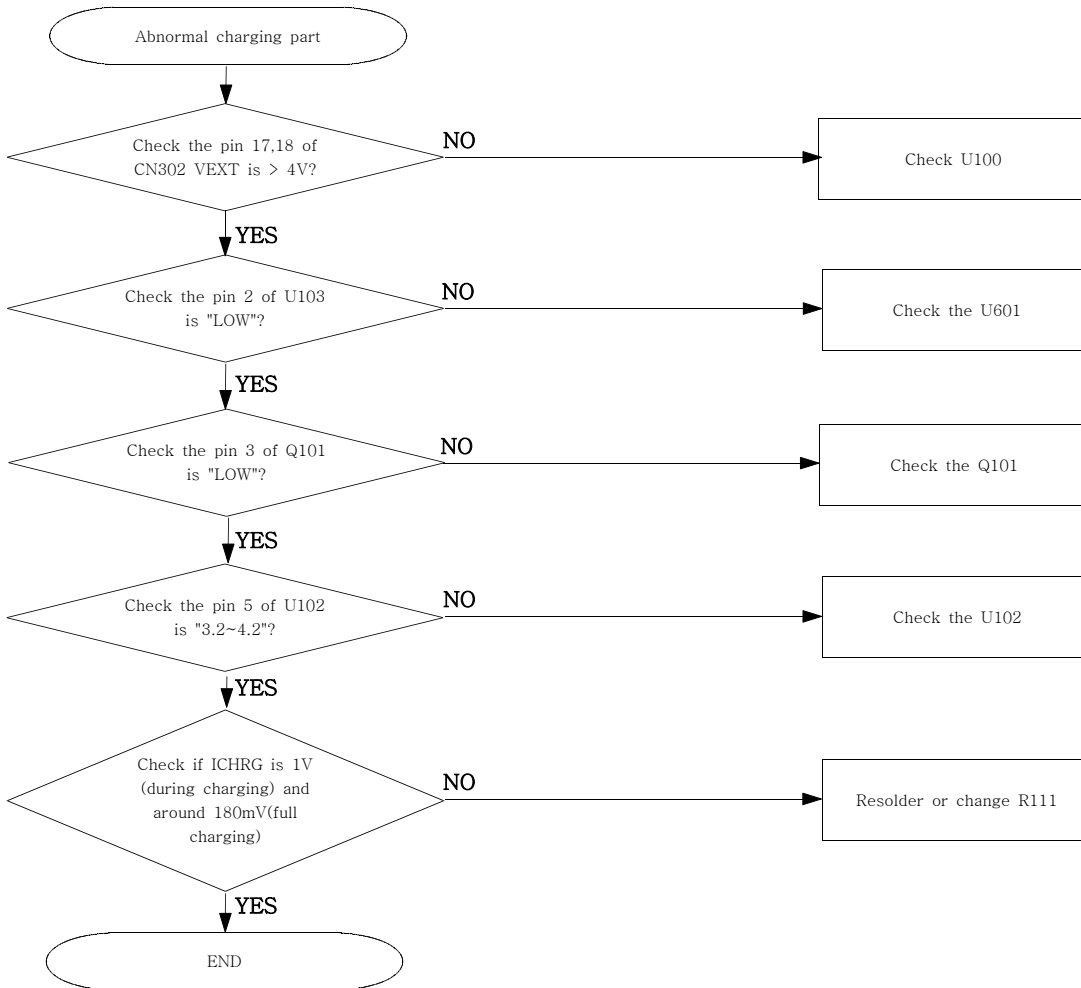 Abnormal charging part
Check the pin 17,18 of
CN302 VEXT is > 4V?
NO
Check U100
YES
Check the pin 2 of U103
is "LOW"?
NO
Check the U601
YES
Check the pin 3 of Q101
is "LOW"?
NO
Check the Q101
YES
Check the pin 5 of U102
is "3.2~4.2"?
NO
Check the U102
YES
Check if ICHRG is 1V
(during charging) and
around 180mV(full
charging)
NO
Resolder or change R111
YES
END